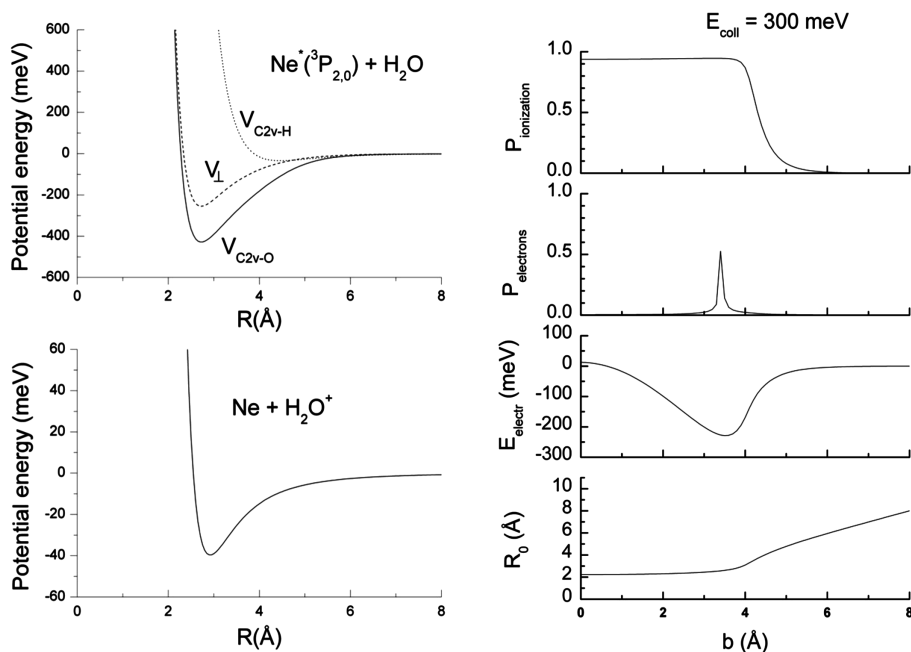 600
400
200
0
-200
-400
-600
Potential energy (meV)
Ne*(³P₂,₀) + H₂O
V_C2v-H
V⊥
V_C2v-O
0 2 4 6 8
R(Å)
60
40
20
0
-20
-40
-60
Potential energy (meV)
Ne + H₂O⁺
0 2 4 6 8
R(Å)
E_coll = 300 meV
1.0
0.5
0.0
P_ionization
1.0
0.5
0.0
P_electrons
100
0
-100
-200
-300
E_electr (meV)
10
8
6
4
2
0
R₀ (Å)
0 2 4 6 8
b (Å)